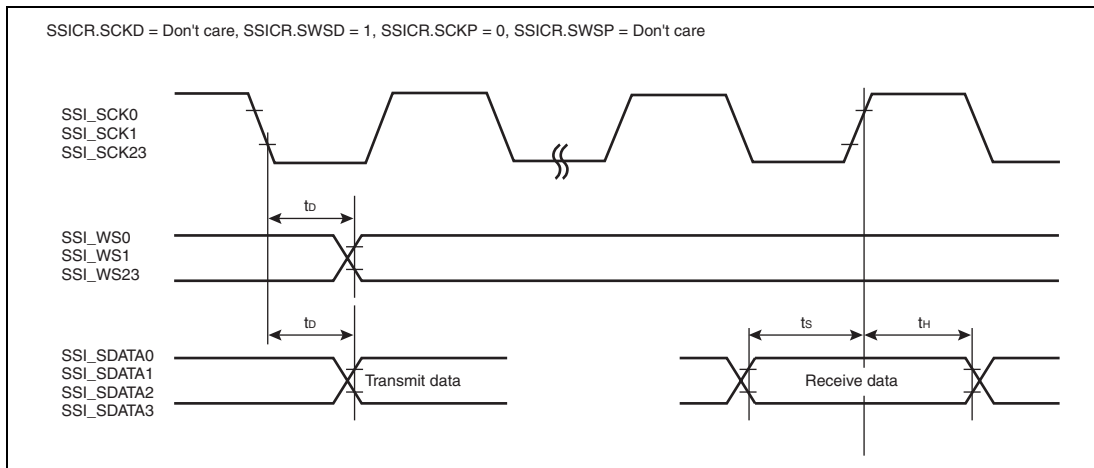 SSICR.SCKD = Don't care, SSICR.SWSD = 1, SSICR.SCKP = 0, SSICR.SWSP = Don't care
SSI_SCK0
SSI_SCK1
SSI_SCK23
tD
SSI_WS0
SSI_WS1
SSI_WS23
tD
tS
tH
SSI_SDATA0
SSI_SDATA1
SSI_SDATA2
SSI_SDATA3
Transmit data
Receive data